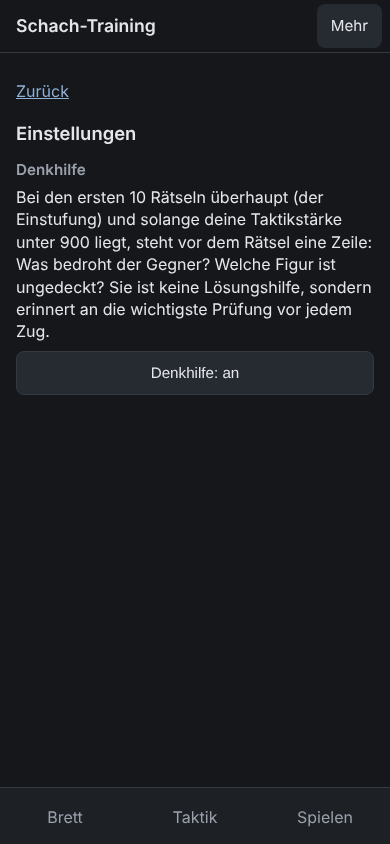 Schach-Training
Mehr
Zurück
Einstellungen
Denkhilfe
Bei den ersten 10 Rätseln überhaupt (der
Einstufung) und solange deine Taktikstärke
unter 900 liegt, steht vor dem Rätsel eine Zeile:
Was bedroht der Gegner? Welche Figur ist
ungedeckt? Sie ist keine Lösungshilfe, sondern
erinnert an die wichtigste Prüfung vor jedem
Zug.
Denkhilfe: an
Brett
Taktik
Spielen